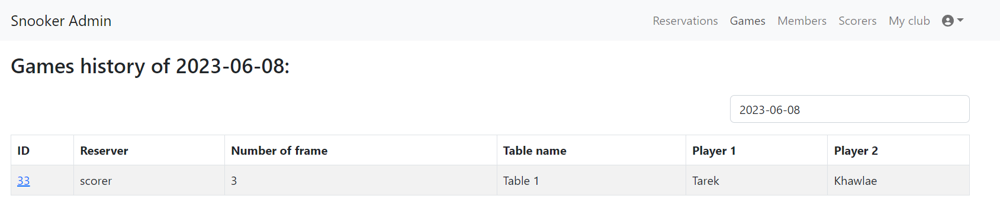 Snooker Admin Reservations Games Members Scorers My club
Games history of 2023-06-08:
2023-06-08
ID Reserver Number of frame Table name Player 1 Player 2
33 scorer 3 Table 1 Tarek Khawlae